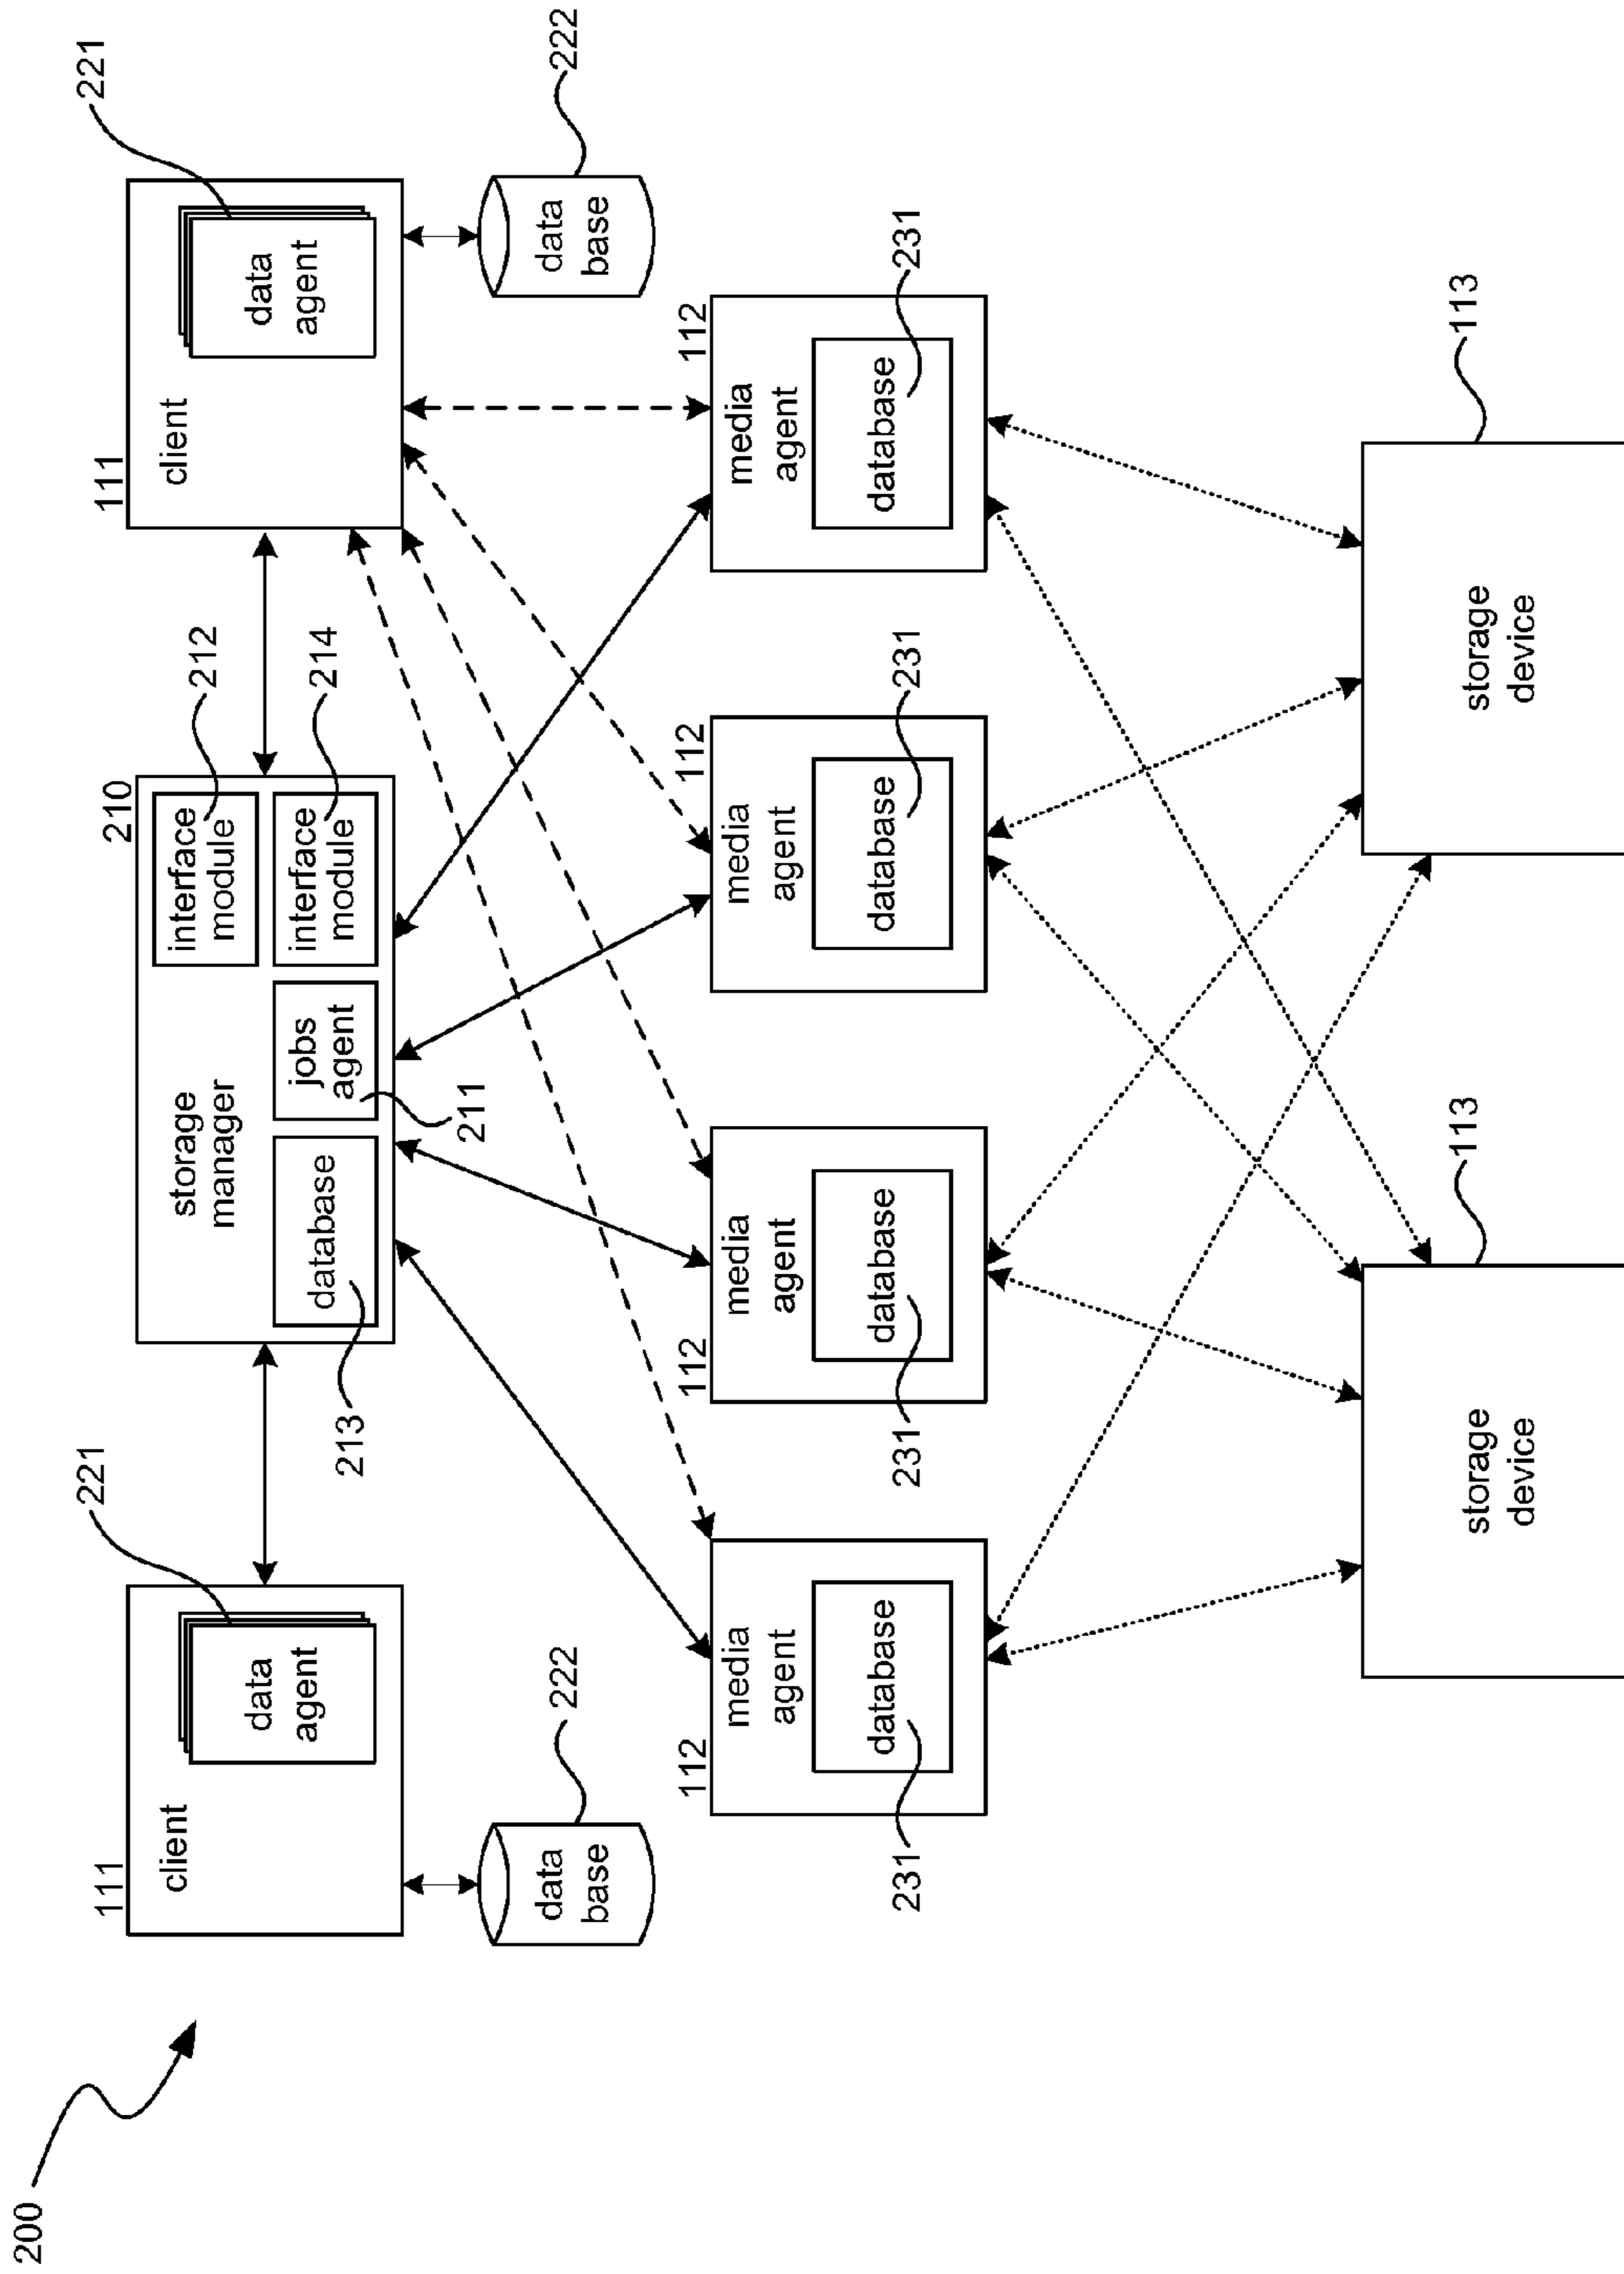 200
111
client
data
agent
221
data
base
222
210
storage
manager
database
213
jobs
agent
211
interface
module
212
interface
module
214
111
client
data
agent
221
data
base
222
112
media
agent
database
231
112
media
agent
database
231
112
media
agent
database
231
112
media
agent
database
231
storage
device
113
storage
device
113